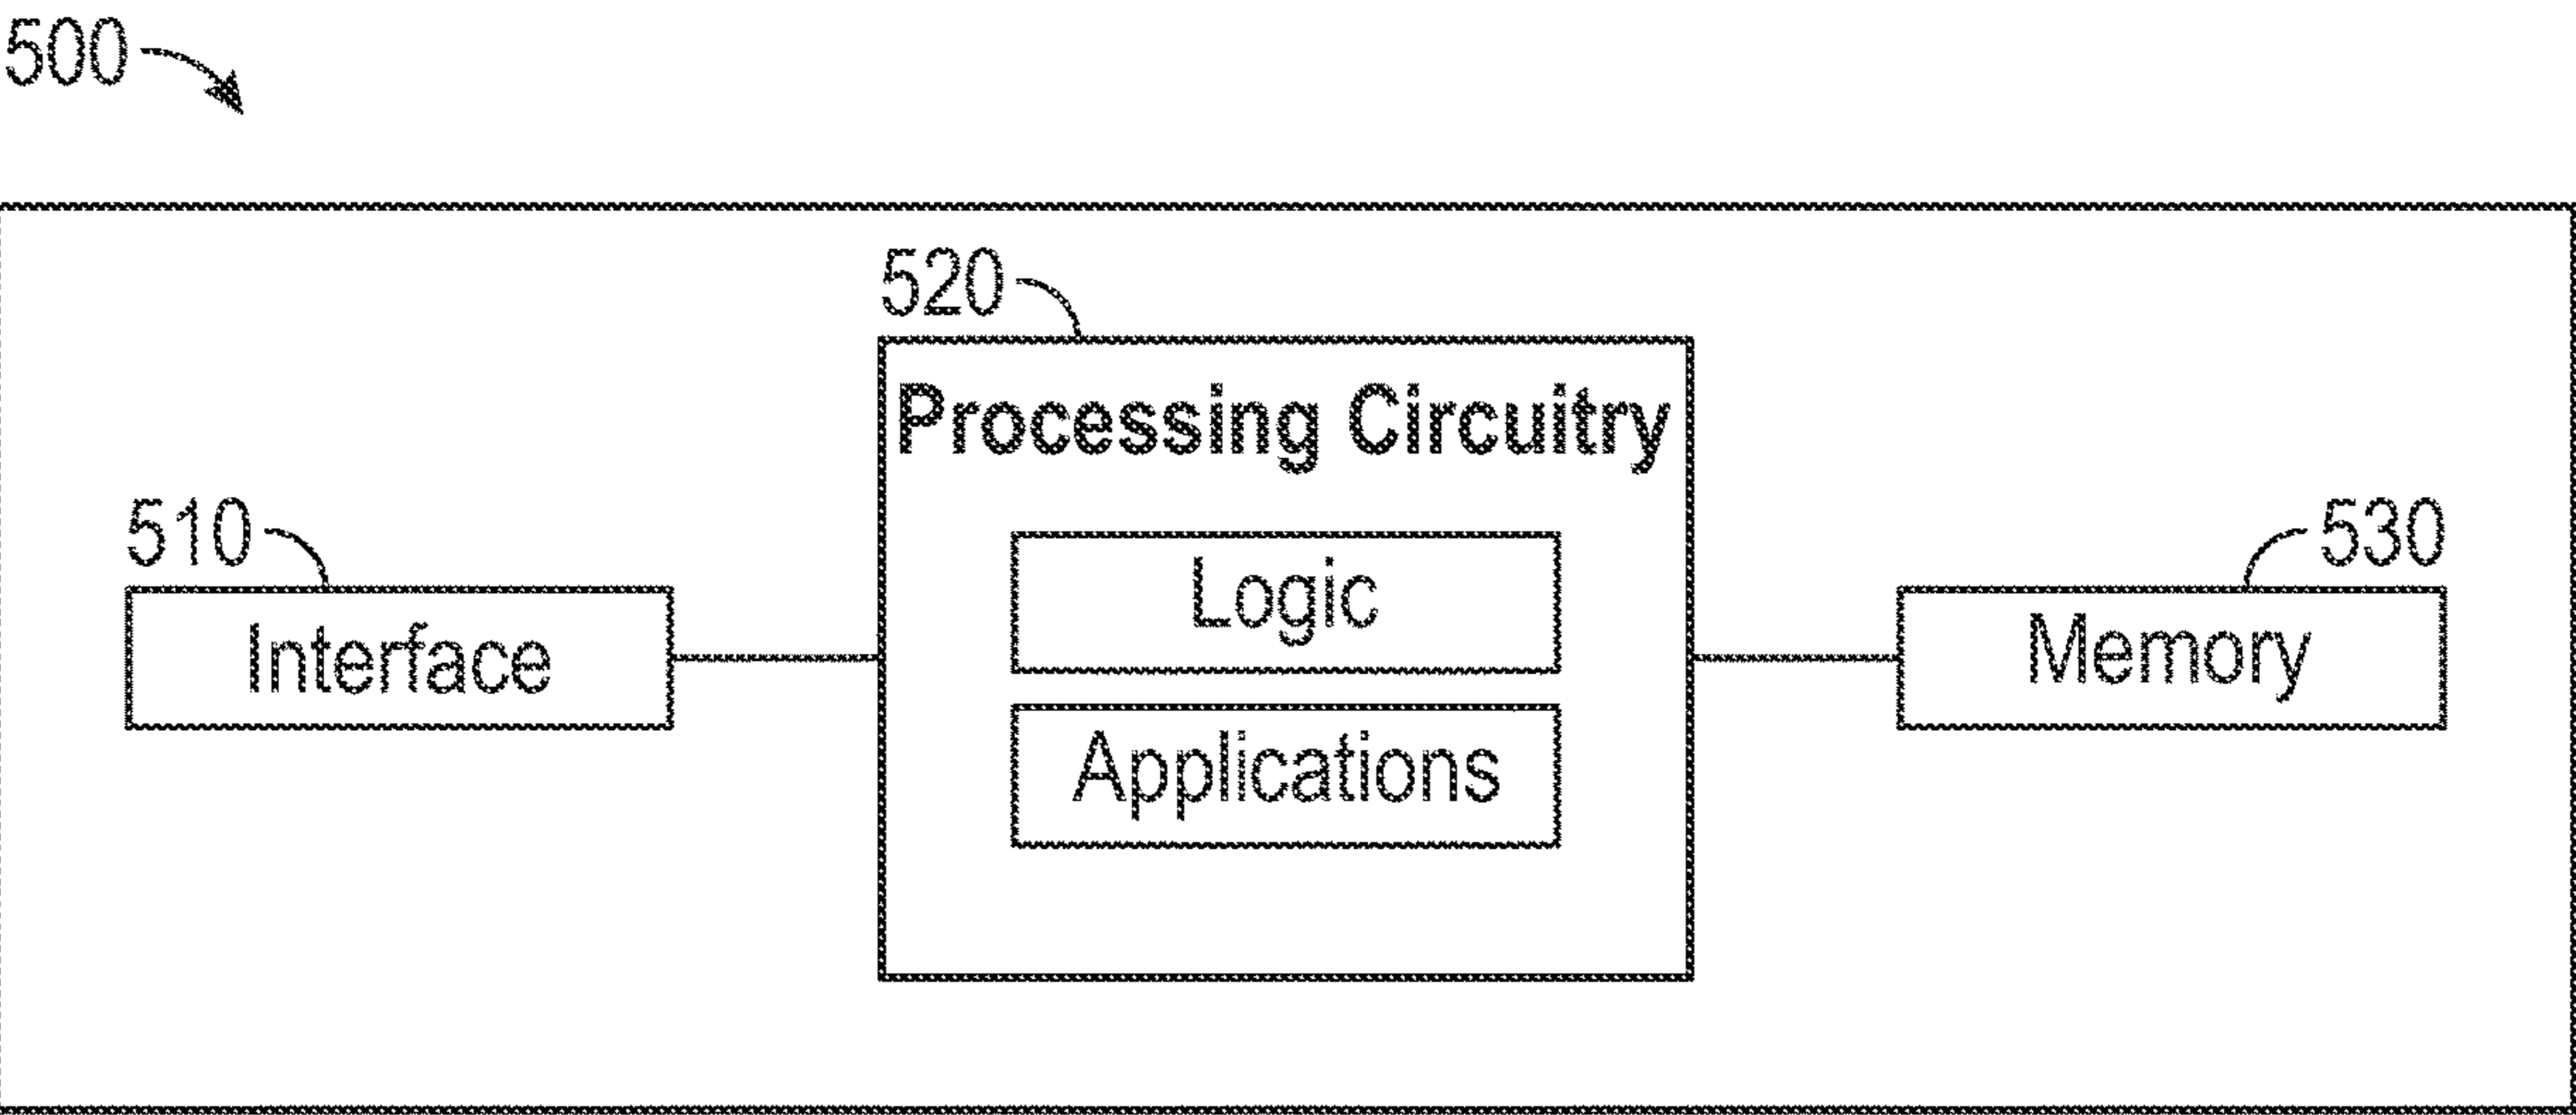 500
520
Processing Circuitry
510
530
Logic
Interface
Memory
Applications